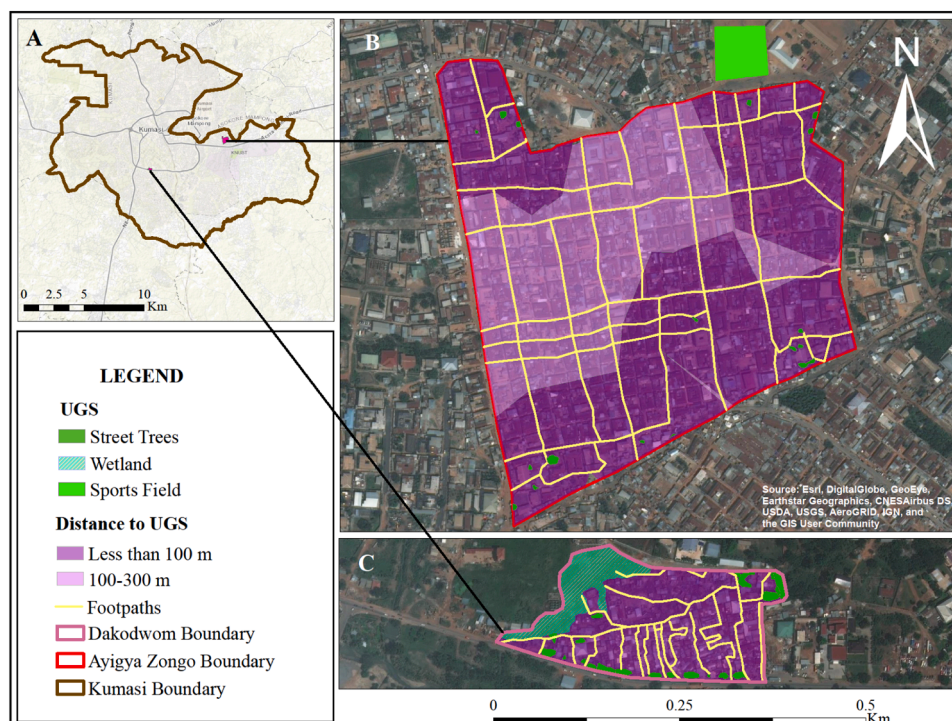 A
Kumasi
KNUST
0 2.5 5 10
Km
B
N
Source: Esri, DigitalGlobe, GeoEye,
Earthstar Geographics, CNESAirbus DS
USDA, USGS, AeroGRID, IGN, and
the GIS User Community
LEGEND
UGS
Street Trees
Wetland
Sports Field
Distance to UGS
Less than 100 m
100-300 m
Footpaths
Dakodwom Boundary
Ayigya Zongo Boundary
Kumasi Boundary
C
0 0.25 0.5
Km